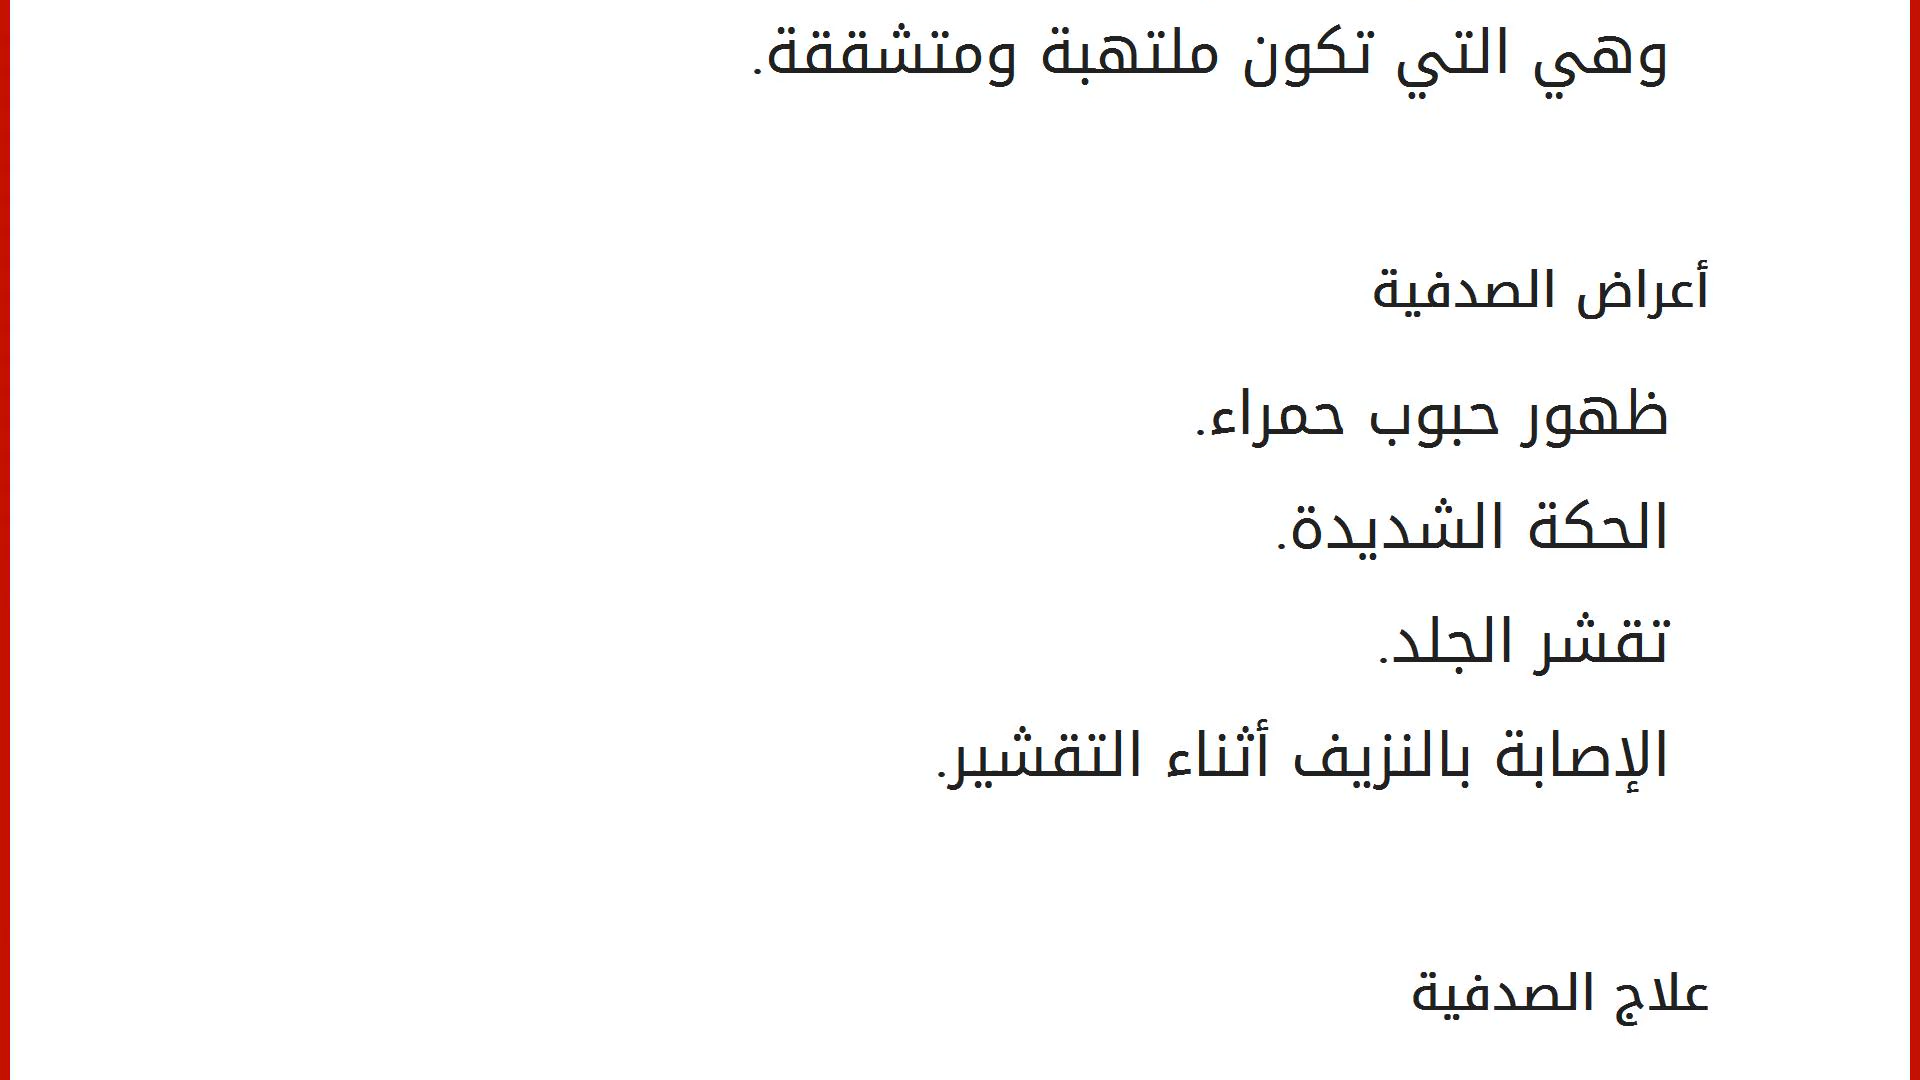 وهي التي تكون ملتهبة ومتشققة.
أعراض الصدفية
ظهور حبوب حمراء.
الحكة الشديدة.
تقشر الجلد.
الإصابة بالنزيف أثناء التقشير.
علاج الصدفية